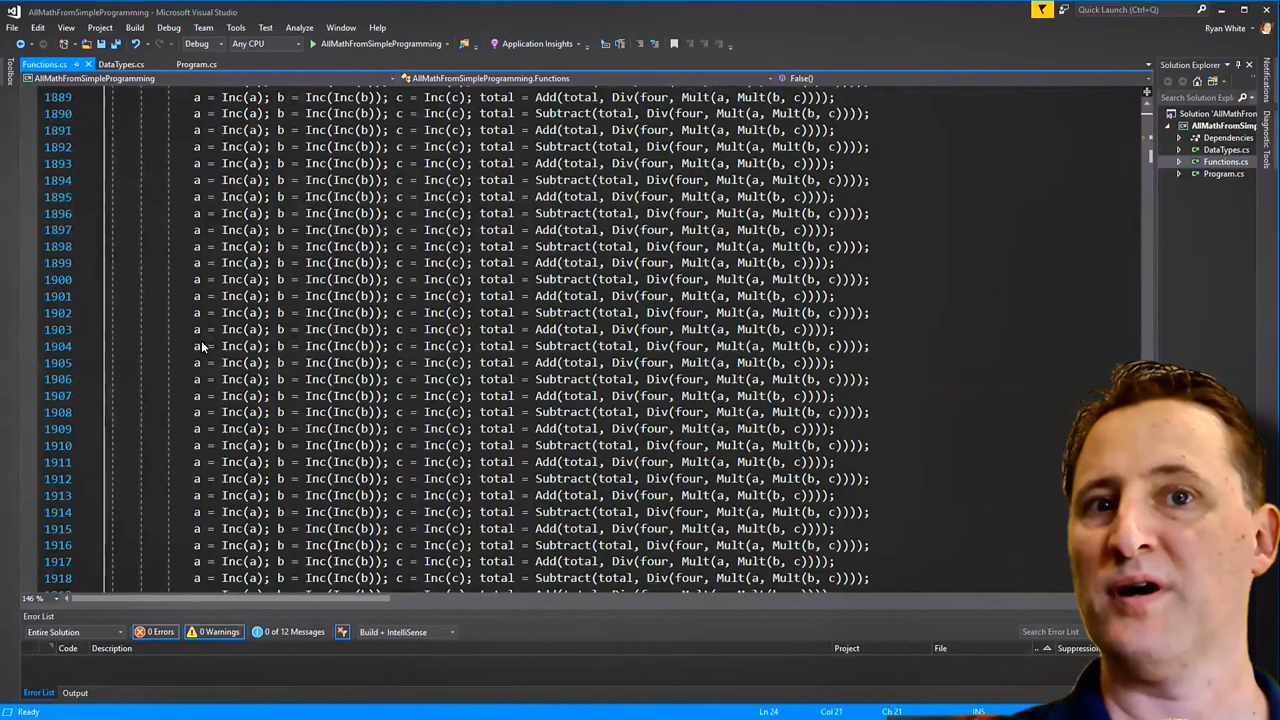 AllMathFromSimpleProgramming - Microsoft Visual Studio
Quick Launch (Ctrl+Q)
File Edit View Project Build Debug Team Tools Test Analyze Window Help
Ryan White
Debug Any CPU AllMathFromSimpleProgramming Application Insights
Functions.cs DataTypes.cs Program.cs
Solution Explorer
AllMathFromSimpleProgramming AllMathFromSimpleProgramming.Functions False()
Toolbox
Notifications
Diagnostic Tools
Search Solution Expl
Solution 'AllMathFromSi
AllMathFromSimp
Dependencies
DataTypes.cs
Functions.cs
Program.cs
1889 a = Inc(a); b = Inc(Inc(b)); c = Inc(c); total = Add(total, Div(four, Mult(a, Mult(b, c))));
1890 a = Inc(a); b = Inc(Inc(b)); c = Inc(c); total = Subtract(total, Div(four, Mult(a, Mult(b, c))));
1891 a = Inc(a); b = Inc(Inc(b)); c = Inc(c); total = Add(total, Div(four, Mult(a, Mult(b, c))));
1892 a = Inc(a); b = Inc(Inc(b)); c = Inc(c); total = Subtract(total, Div(four, Mult(a, Mult(b, c))));
1893 a = Inc(a); b = Inc(Inc(b)); c = Inc(c); total = Add(total, Div(four, Mult(a, Mult(b, c))));
1894 a = Inc(a); b = Inc(Inc(b)); c = Inc(c); total = Subtract(total, Div(four, Mult(a, Mult(b, c))));
1895 a = Inc(a); b = Inc(Inc(b)); c = Inc(c); total = Add(total, Div(four, Mult(a, Mult(b, c))));
1896 a = Inc(a); b = Inc(Inc(b)); c = Inc(c); total = Subtract(total, Div(four, Mult(a, Mult(b, c))));
1897 a = Inc(a); b = Inc(Inc(b)); c = Inc(c); total = Add(total, Div(four, Mult(a, Mult(b, c))));
1898 a = Inc(a); b = Inc(Inc(b)); c = Inc(c); total = Subtract(total, Div(four, Mult(a, Mult(b, c))));
1899 a = Inc(a); b = Inc(Inc(b)); c = Inc(c); total = Add(total, Div(four, Mult(a, Mult(b, c))));
1900 a = Inc(a); b = Inc(Inc(b)); c = Inc(c); total = Subtract(total, Div(four, Mult(a, Mult(b, c))));
1901 a = Inc(a); b = Inc(Inc(b)); c = Inc(c); total = Add(total, Div(four, Mult(a, Mult(b, c))));
1902 a = Inc(a); b = Inc(Inc(b)); c = Inc(c); total = Subtract(total, Div(four, Mult(a, Mult(b, c))));
1903 a = Inc(a); b = Inc(Inc(b)); c = Inc(c); total = Add(total, Div(four, Mult(a, Mult(b, c))));
1904 a = Inc(a); b = Inc(Inc(b)); c = Inc(c); total = Subtract(total, Div(four, Mult(a, Mult(b, c))));
1905 a = Inc(a); b = Inc(Inc(b)); c = Inc(c); total = Add(total, Div(four, Mult(a, Mult(b, c))));
1906 a = Inc(a); b = Inc(Inc(b)); c = Inc(c); total = Subtract(total, Div(four, Mult(a, Mult(b, c))));
1907 a = Inc(a); b = Inc(Inc(b)); c = Inc(c); total = Add(total, Div(four, Mult(a, Mult(b, c))));
1908 a = Inc(a); b = Inc(Inc(b)); c = Inc(c); total = Subtract(total, Div(four, Mult(a, Mult(b, c))));
1909 a = Inc(a); b = Inc(Inc(b)); c = Inc(c); total = Add(total, Div(four, Mult(a, Mult(b, c))));
1910 a = Inc(a); b = Inc(Inc(b)); c = Inc(c); total = Subtract(total, Div(four, Mult(a, Mult(b, c))));
1911 a = Inc(a); b = Inc(Inc(b)); c = Inc(c); total = Add(total, Div(four, Mult(a, Mult(b, c))));
1912 a = Inc(a); b = Inc(Inc(b)); c = Inc(c); total = Subtract(total, Div(four, Mult(a, Mult(b, c))));
1913 a = Inc(a); b = Inc(Inc(b)); c = Inc(c); total = Add(total, Div(four, Mult(a, Mult(b, c))));
1914 a = Inc(a); b = Inc(Inc(b)); c = Inc(c); total = Subtract(total, Div(four, Mult(a, Mult(b, c))));
1915 a = Inc(a); b = Inc(Inc(b)); c = Inc(c); total = Add(total, Div(four, Mult(a, Mult(b, c))));
1916 a = Inc(a); b = Inc(Inc(b)); c = Inc(c); total = Subtract(total, Div(four, Mult(a, Mult(b, c))));
1917 a = Inc(a); b = Inc(Inc(b)); c = Inc(c); total = Add(total, Div(four, Mult(a, Mult(b, c))));
1918 a = Inc(a); b = Inc(Inc(b)); c = Inc(c); total = Subtract(total, Div(four, Mult(a, Mult(b, c))));
146 %
Error List
Entire Solution 0 Errors 0 Warnings 0 of 12 Messages Build + IntelliSense Search Error List
Code Description Project File Suppression
Error List Output
Ready Ln 24 Col 21 Ch 21 INS